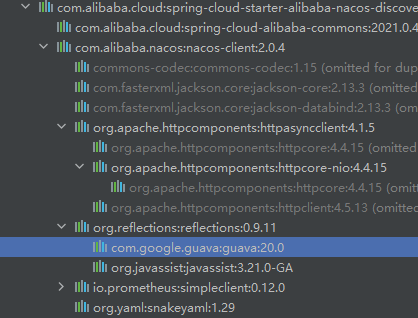 com.alibaba.cloud:spring-cloud-starter-alibaba-nacos-discove
com.alibaba.cloud:spring-cloud-alibaba-commons:2021.0.4
com.alibaba.nacos:nacos-client:2.0.4
commons-codec:commons-codec:1.15 (omitted for dup
com.fasterxml.jackson.core:jackson-core:2.13.3 (omitted
com.fasterxml.jackson.core:jackson-databind:2.13.3 (omi
org.apache.httpcomponents:httpasyncclient:4.1.5
org.apache.httpcomponents:httpcore:4.4.15 (omitted
org.apache.httpcomponents:httpcore-nio:4.4.15
org.apache.httpcomponents:httpcore:4.4.15 (omitt
org.apache.httpcomponents:httpclient:4.5.13 (omitted
org.reflections:reflections:0.9.11
com.google.guava:guava:20.0
org.javassist:javassist:3.21.0-GA
io.prometheus:simpleclient:0.12.0
org.yaml:snakeyaml:1.29